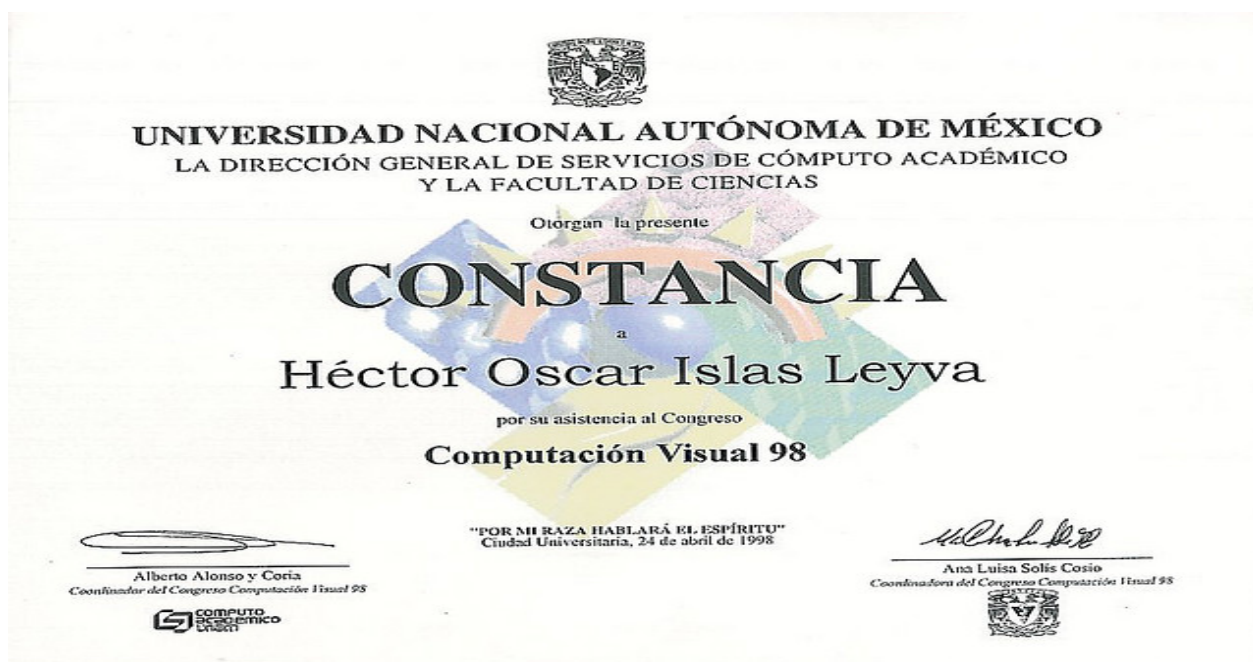 UNIVERSIDAD NACIONAL AUTÓNOMA DE MÉXICO
LA DIRECCIÓN GENERAL DE SERVICIOS DE CÓMPUTO ACADÉMICO
Y LA FACULTAD DE CIENCIAS
Otorgan la presente
CONSTANCIA
a
Héctor Oscar Islas Leyva
por su asistencia al Congreso
Computación Visual 98
"POR MI RAZA HABLARÁ EL ESPÍRITU"
Ciudad Universitaria, 24 de abril de 1998
Alberto Alonso y Coria
Coordinador del Congreso Computación Visual 98
COMPUTO
ACADEMICO
UNAM
Ana Luisa Solís Cosio
Coordinadora del Congreso Computación Visual 98